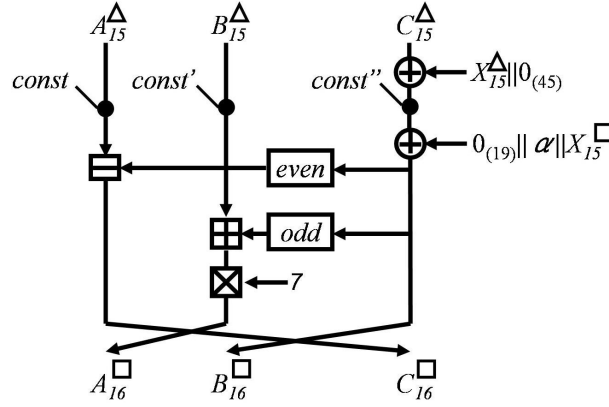 A₁₅^△ B₁₅^△ C₁₅^△
X₁₅^△||0₍₄₅₎
const const' const''
0₍₁₉₎|| α||X₁₅^□
even
odd
7
A₁₆^□ B₁₆^□ C₁₆^□